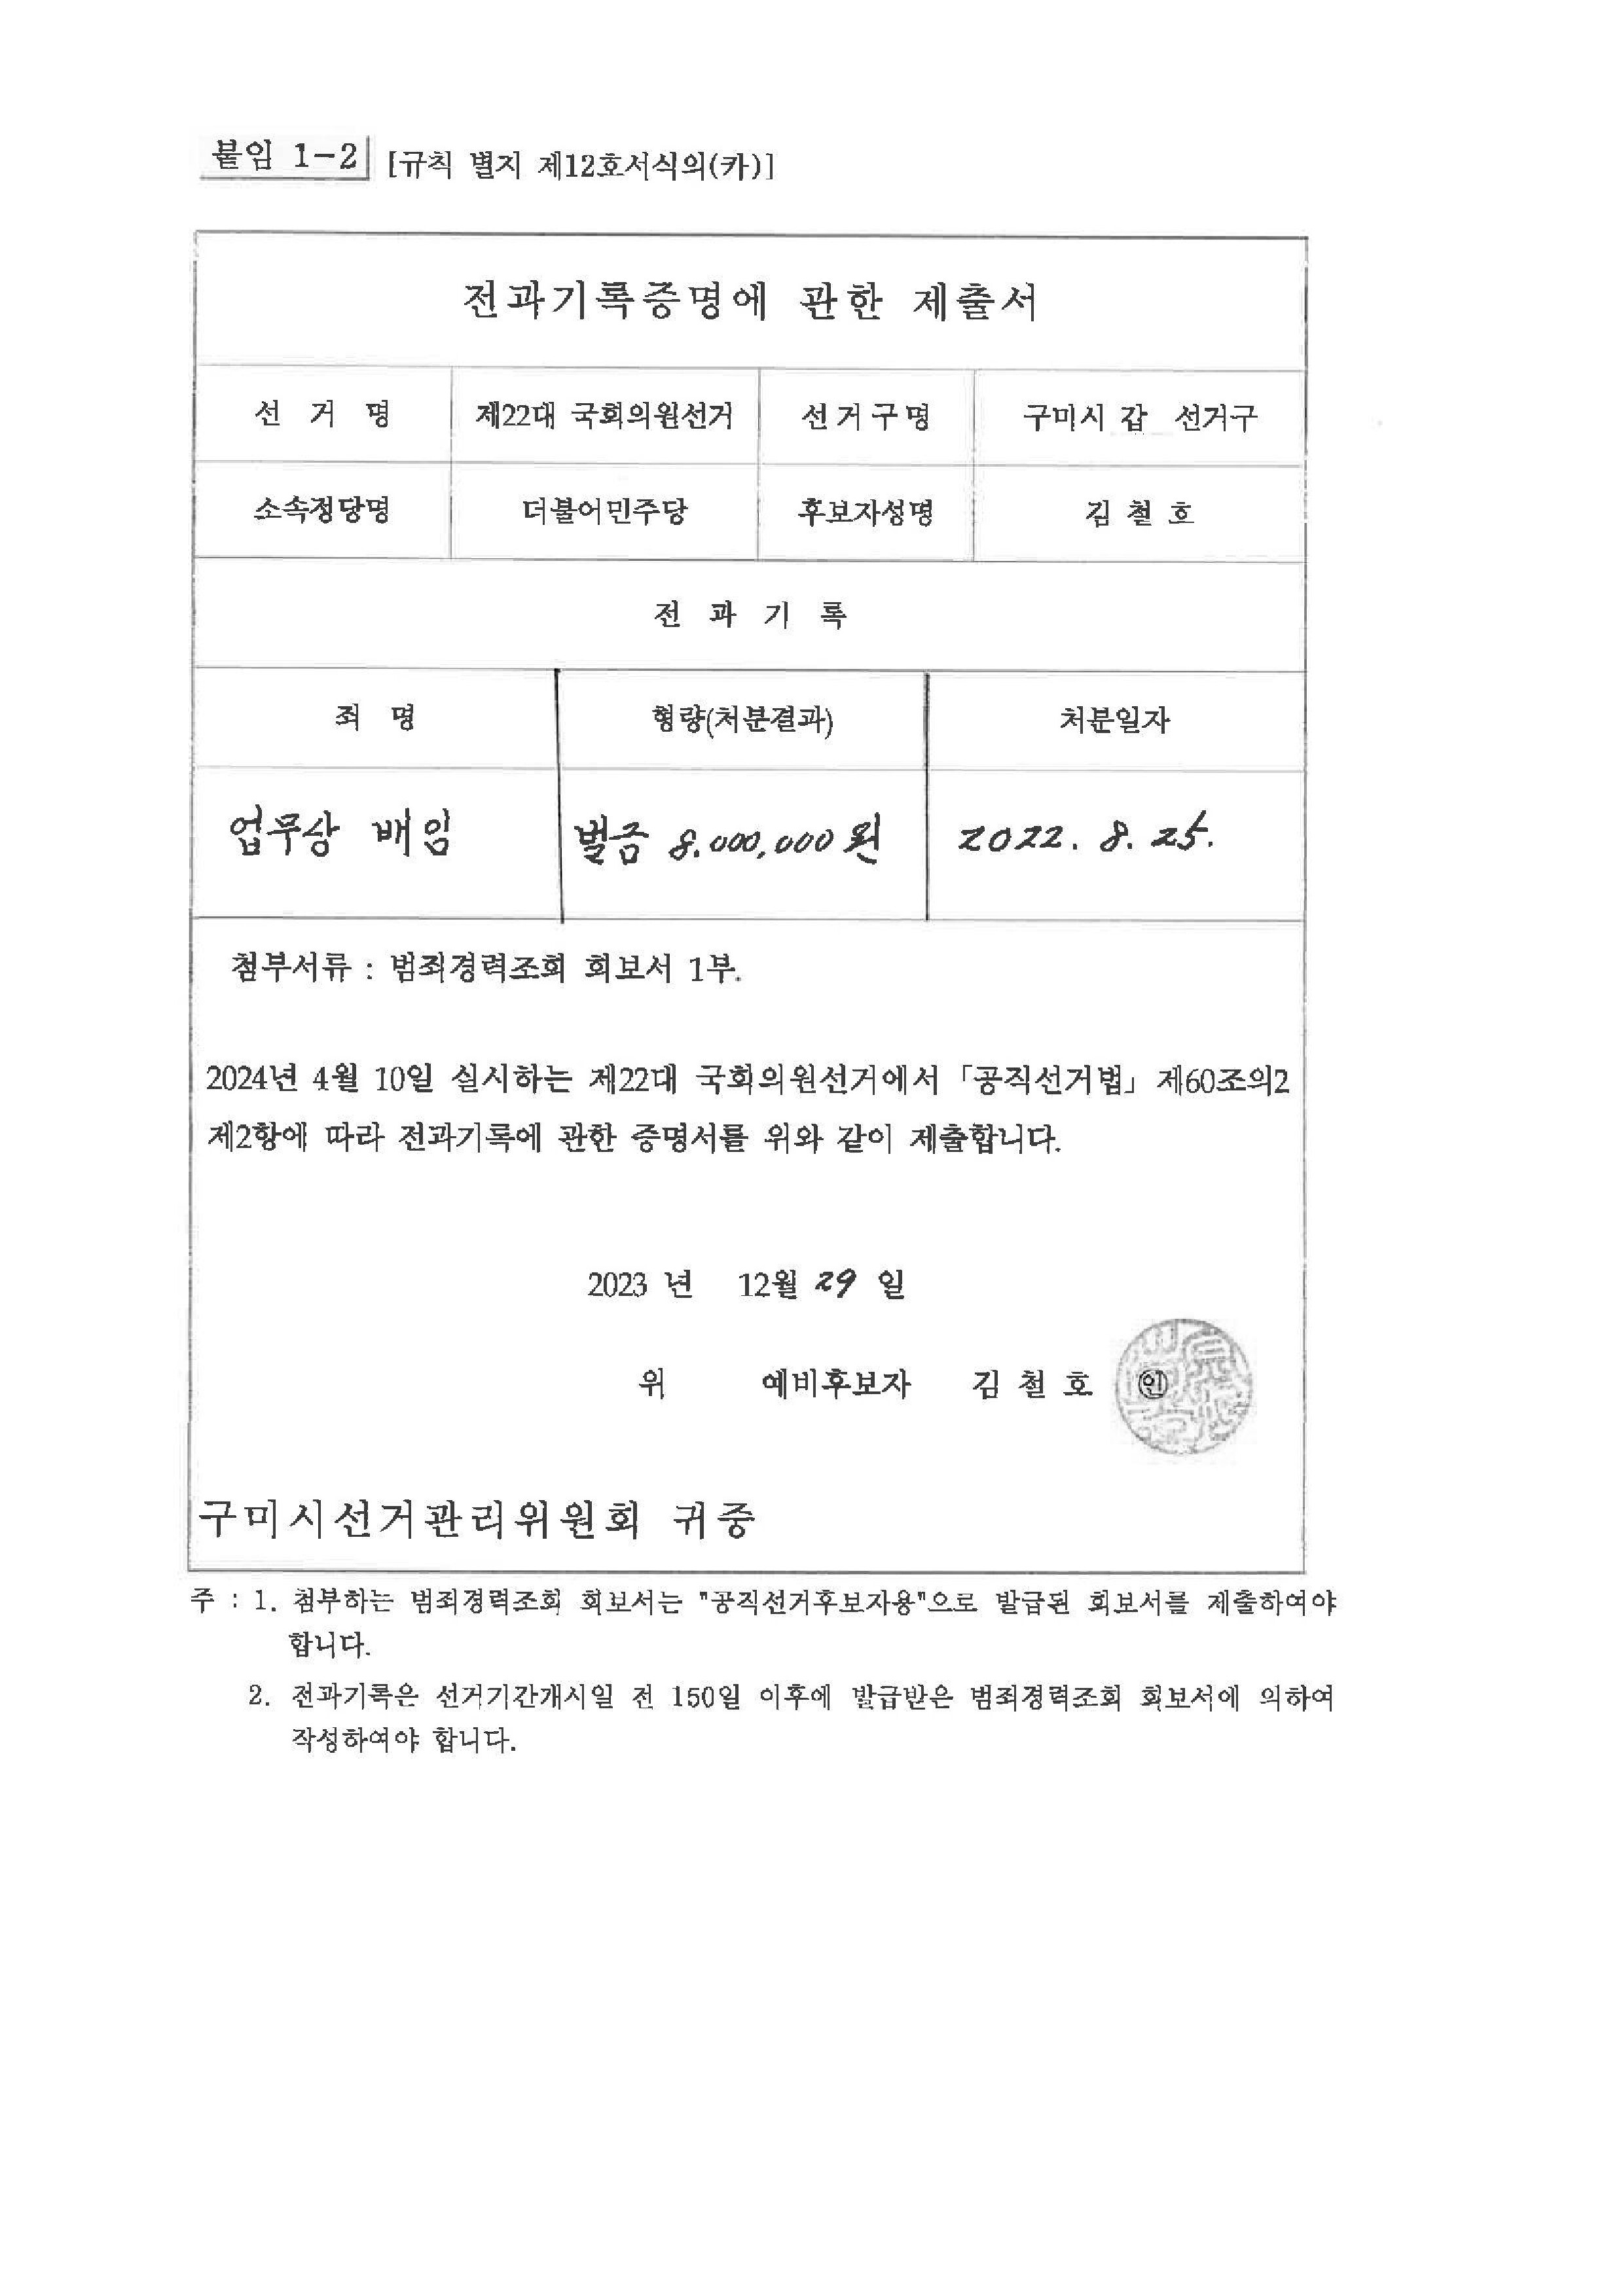 붙임 1-2 [규칙 별지 제12호서식의(카)]
전과기록증명에 관한 제출서
선 거 명 제22대 국회의원선거 선거구명 구미시 갑 선거구
소속정당명 더불어민주당 후보자성명 김 철 호
전 과 기 록
죄 명 형량(처분결과) 처분일자
업무상 배임 벌금 8,000,000원 2022. 8. 25.
첨부서류 : 범죄경력조회 회보서 1부.
2024년 4월 10일 실시하는 제22대 국회의원선거에서 「공직선거법」 제60조의2
제2항에 따라 전과기록에 관한 증명서를 위와 같이 제출합니다.
2023 년 12월 29 일
위 예비후보자 김 철 호 ㊞
구미시선거관리위원회 귀중
주 : 1. 첨부하는 범죄경력조회 회보서는 "공직선거후보자용"으로 발급된 회보서를 제출하여야
합니다.
2. 전과기록은 선거기간개시일 전 150일 이후에 발급받은 범죄경력조회 회보서에 의하여
작성하여야 합니다.